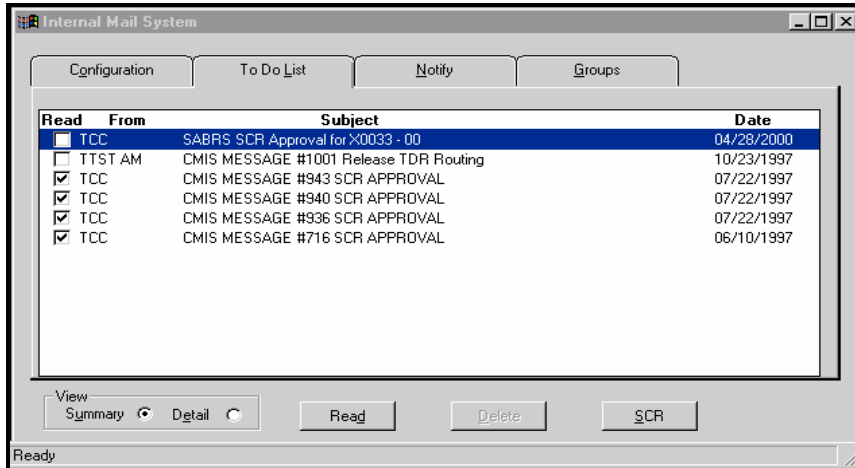 Internal Mail System
Configuration To Do List Notify Groups
Read From Subject Date
TCC SABRS SCR Approval for X0033 - 00 04/28/2000
TTST AM CMIS MESSAGE #1001 Release TDR Routing 10/23/1997
TCC CMIS MESSAGE #943 SCR APPROVAL 07/22/1997
TCC CMIS MESSAGE #940 SCR APPROVAL 07/22/1997
TCC CMIS MESSAGE #936 SCR APPROVAL 07/22/1997
TCC CMIS MESSAGE #716 SCR APPROVAL 06/10/1997
View
Summary Detail Read Delete SCR
Ready